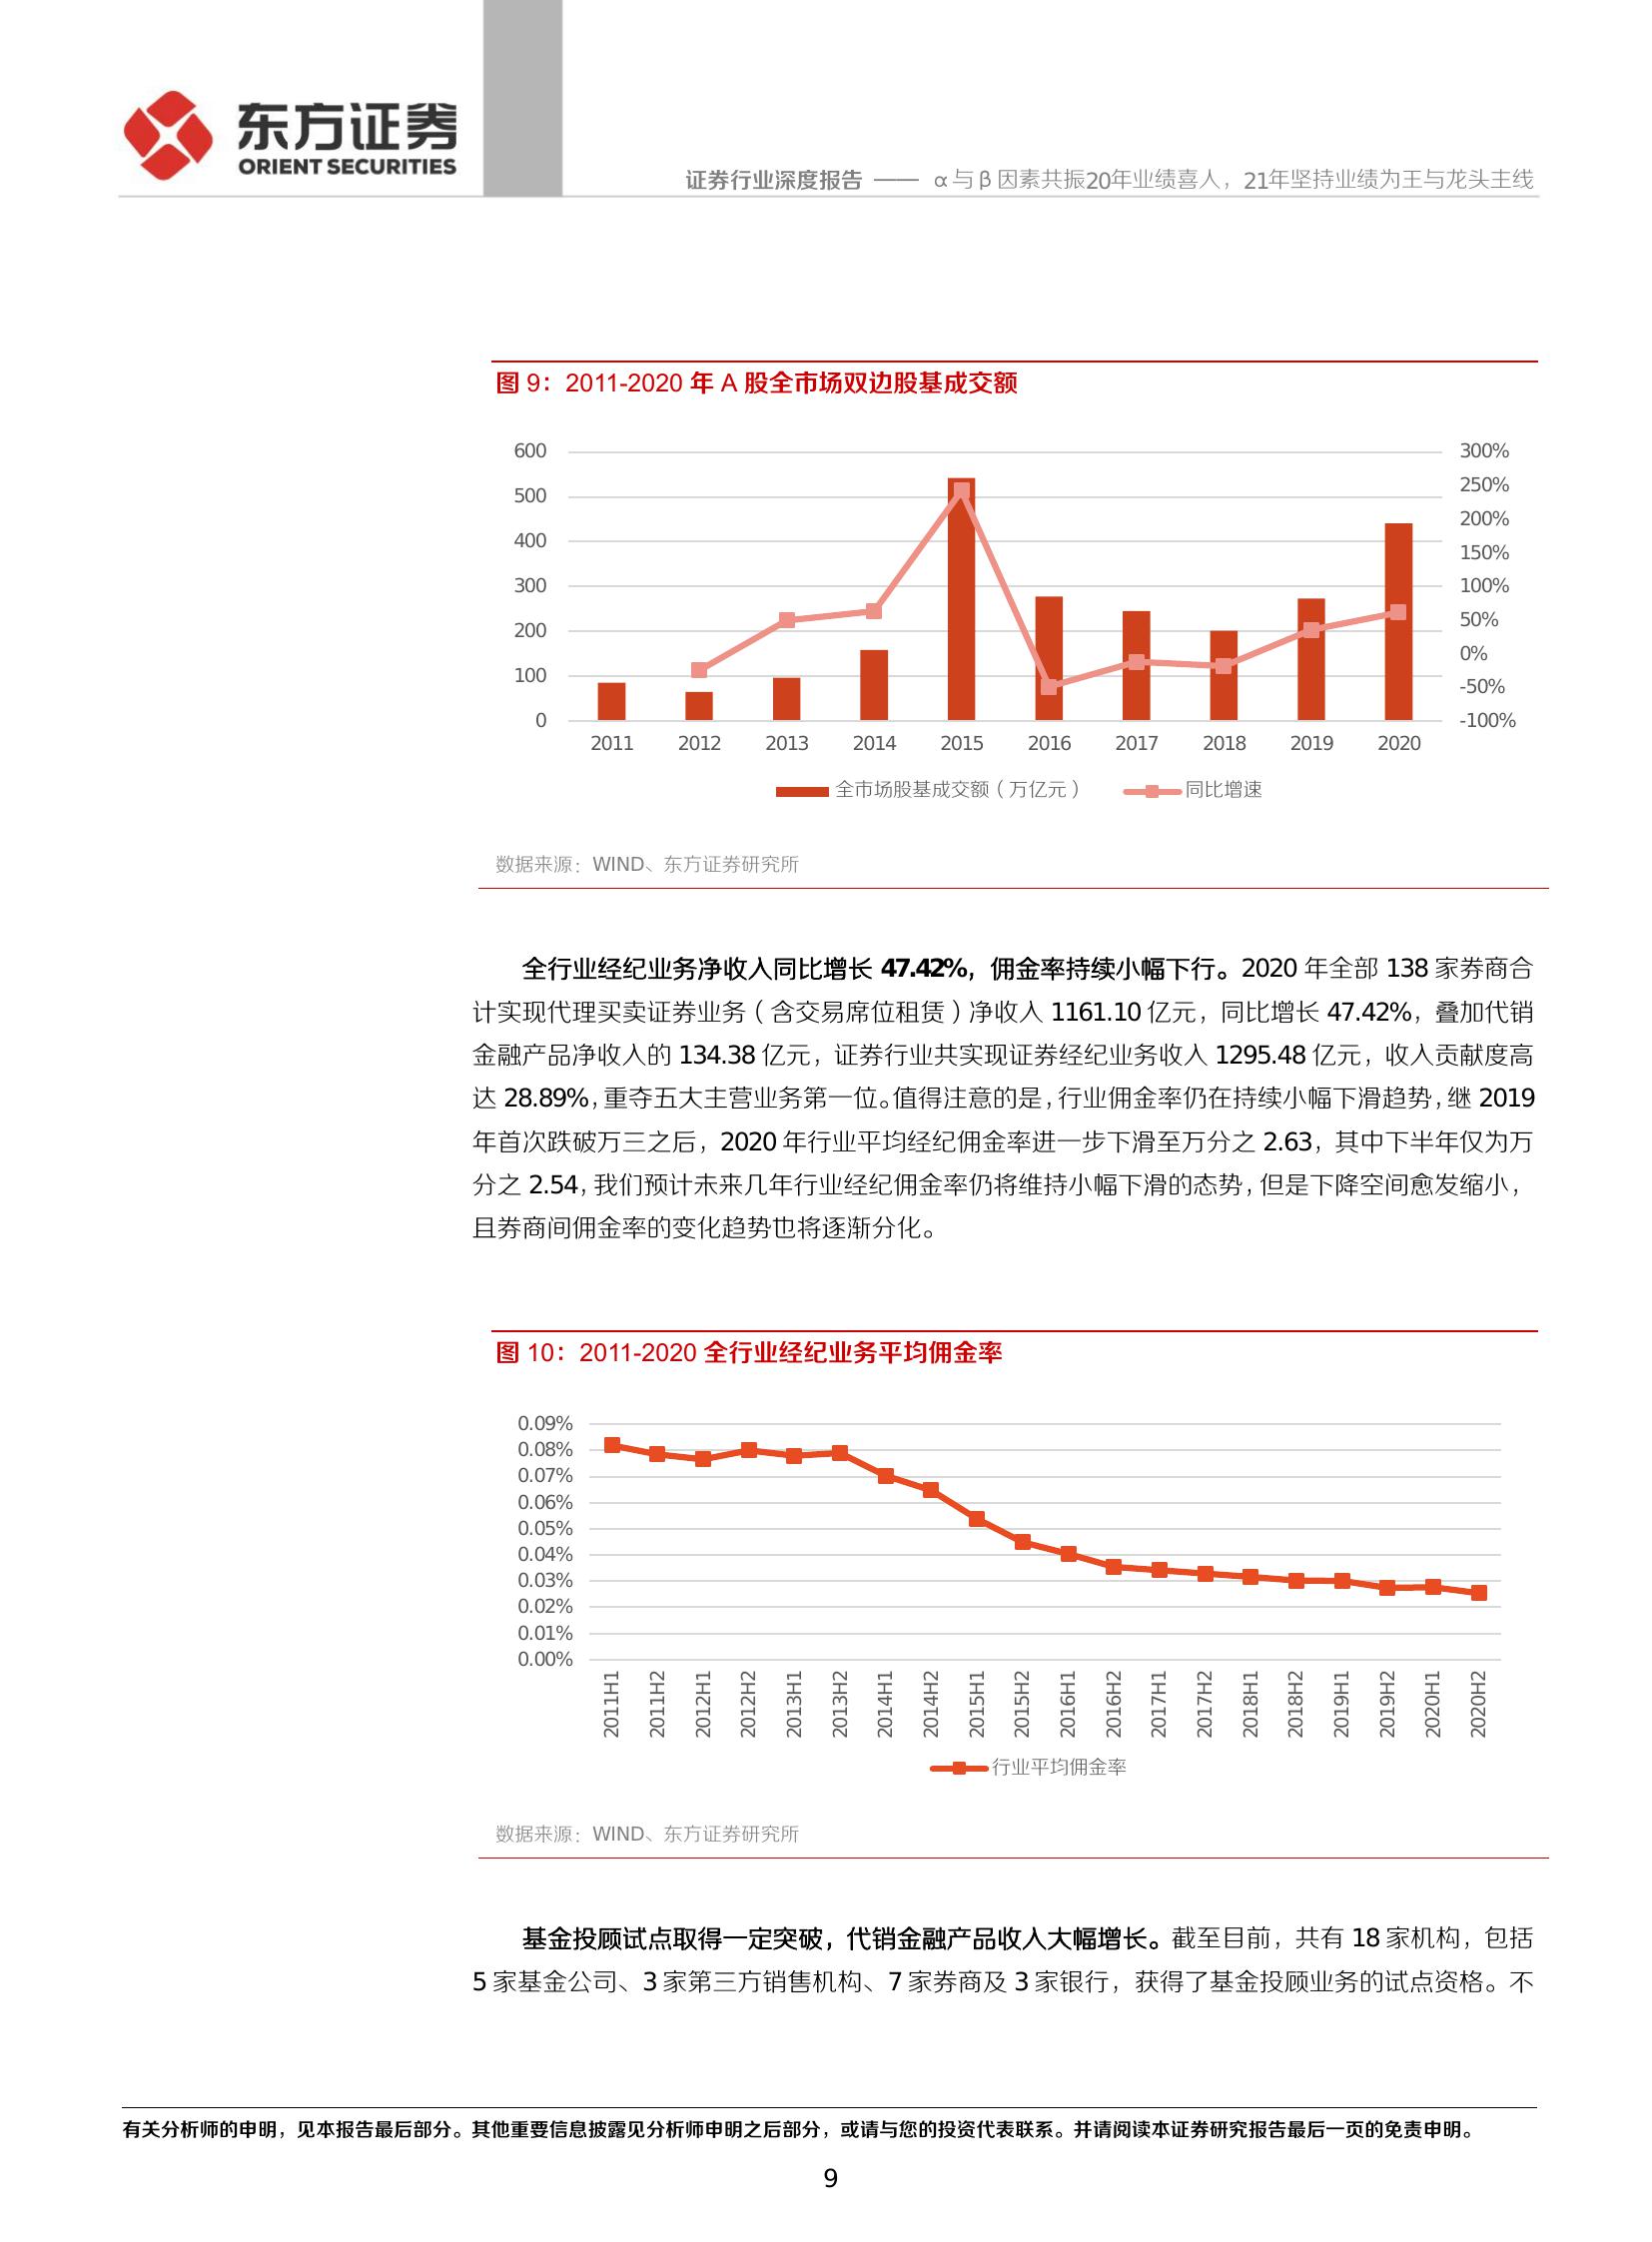 东方证券
ORIENT SECURITIES
证券行业深度报告 —— α与β因素共振20年业绩喜人，21年坚持业绩为王与龙头主线
图 9：2011-2020 年 A 股全市场双边股基成交额
600
500
400
300
200
100
0
300%
250%
200%
150%
100%
50%
0%
-50%
-100%
2011 2012 2013 2014 2015 2016 2017 2018 2019 2020
全市场股基成交额（万亿元） 同比增速
数据来源：WIND、东方证券研究所
全行业经纪业务净收入同比增长 47.42%，佣金率持续小幅下行。2020 年全部 138 家券商合
计实现代理买卖证券业务（含交易席位租赁）净收入 1161.10 亿元，同比增长 47.42%，叠加代销
金融产品净收入的 134.38 亿元，证券行业共实现证券经纪业务收入 1295.48 亿元，收入贡献度高
达 28.89%，重夺五大主营业务第一位。值得注意的是，行业佣金率仍在持续小幅下滑趋势，继 2019
年首次跌破万三之后，2020 年行业平均经纪佣金率进一步下滑至万分之 2.63，其中下半年仅为万
分之 2.54，我们预计未来几年行业经纪佣金率仍将维持小幅下滑的态势，但是下降空间愈发缩小，
且券商间佣金率的变化趋势也将逐渐分化。
图 10：2011-2020 全行业经纪业务平均佣金率
0.09%
0.08%
0.07%
0.06%
0.05%
0.04%
0.03%
0.02%
0.01%
0.00%
2011H1 2011H2 2012H1 2012H2 2013H1 2013H2 2014H1 2014H2 2015H1 2015H2 2016H1 2016H2 2017H1 2017H2 2018H1 2018H2 2019H1 2019H2 2020H1 2020H2
行业平均佣金率
数据来源：WIND、东方证券研究所
基金投顾试点取得一定突破，代销金融产品收入大幅增长。截至目前，共有 18 家机构，包括
5 家基金公司、3 家第三方销售机构、7 家券商及 3 家银行，获得了基金投顾业务的试点资格。不
有关分析师的申明，见本报告最后部分。其他重要信息披露见分析师申明之后部分，或请与您的投资代表联系。并请阅读本证券研究报告最后一页的免责申明。
9